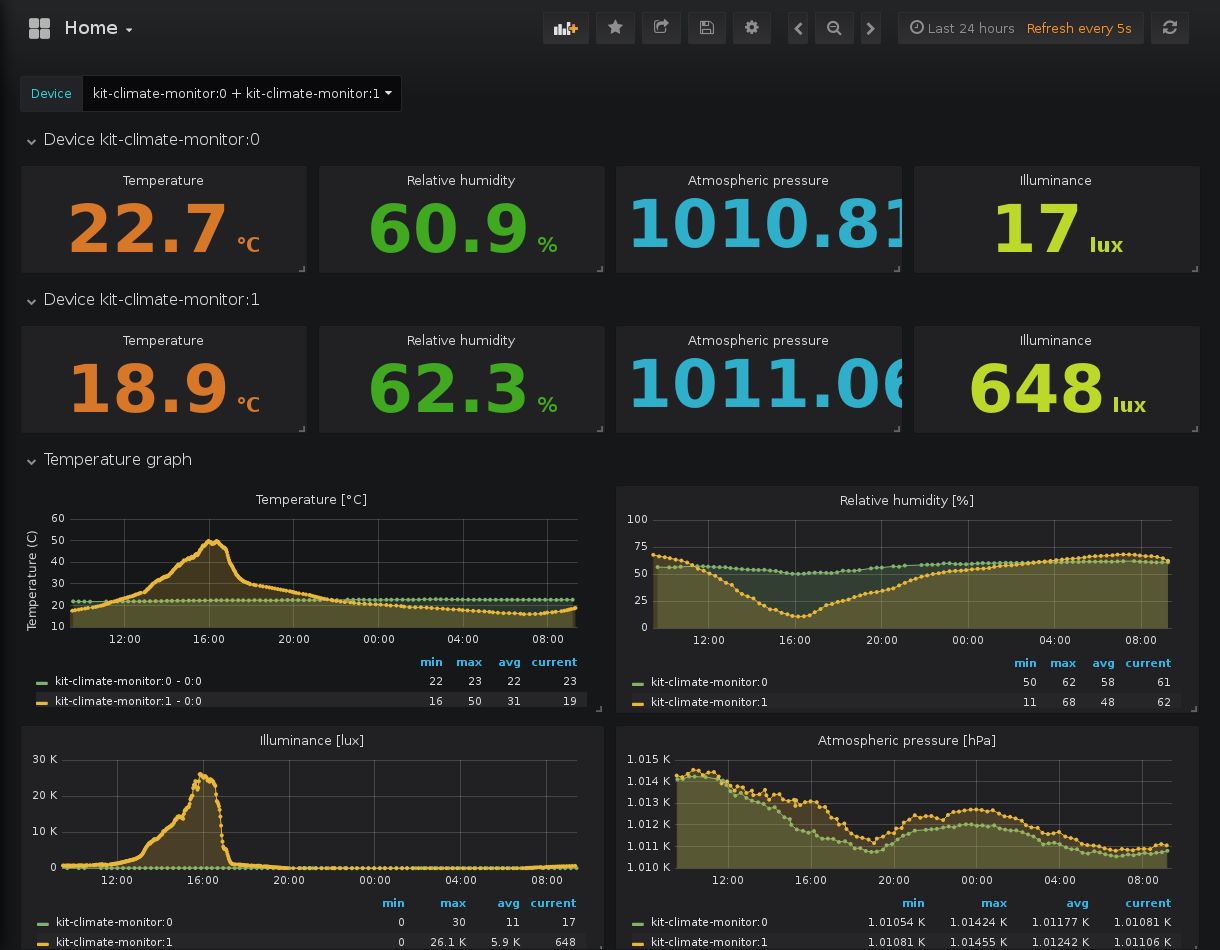 Home
Last 24 hours Refresh every 5s
Device kit-climate-monitor:0 + kit-climate-monitor:1
Device kit-climate-monitor:0
Temperature Relative humidity Atmospheric pressure Illuminance
22.7 °C 60.9 % 1010.81 17 lux
Device kit-climate-monitor:1
Temperature Relative humidity Atmospheric pressure Illuminance
18.9 °C 62.3 % 1011.06 648 lux
Temperature graph
Temperature [°C]
Temperature (C)
60
50
40
30
20
10
12:00 16:00 20:00 00:00 04:00 08:00
min max avg current
kit-climate-monitor:0 - 0:0 22 23 22 23
kit-climate-monitor:1 - 0:0 16 50 31 19
Relative humidity [%]
100
75
50
25
0
12:00 16:00 20:00 00:00 04:00 08:00
min max avg current
kit-climate-monitor:0 50 62 58 61
kit-climate-monitor:1 11 68 48 62
Illuminance [lux]
30 K
20 K
10 K
0
12:00 16:00 20:00 00:00 04:00 08:00
min max avg current
kit-climate-monitor:0 0 30 11 17
kit-climate-monitor:1 0 26.1 K 5.9 K 648
Atmospheric pressure [hPa]
1.015 K
1.014 K
1.013 K
1.012 K
1.011 K
1.010 K
12:00 16:00 20:00 00:00 04:00 08:00
min max avg current
kit-climate-monitor:0 1.01054 K 1.01424 K 1.01177 K 1.01081 K
kit-climate-monitor:1 1.01081 K 1.01455 K 1.01242 K 1.01106 K